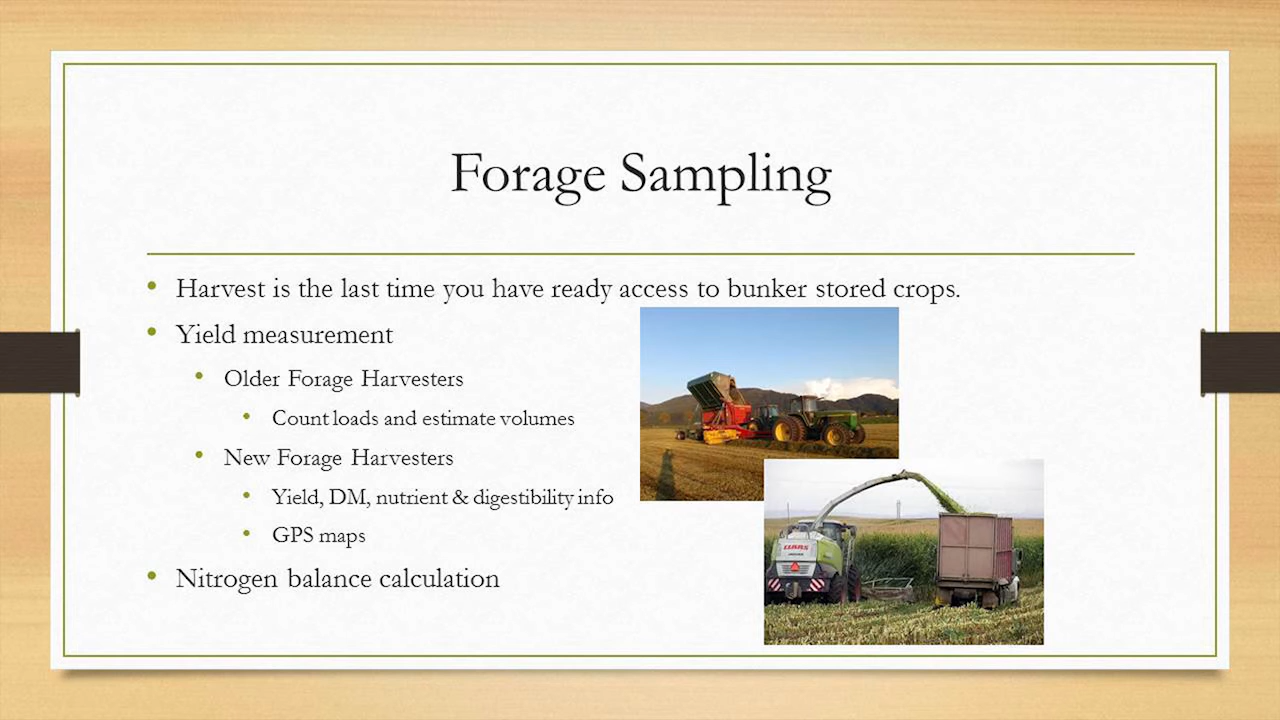 Forage Sampling
• Harvest is the last time you have ready access to bunker stored crops.
• Yield measurement
• Older Forage Harvesters
• Count loads and estimate volumes
• New Forage Harvesters
• Yield, DM, nutrient & digestibility info
• GPS maps
• Nitrogen balance calculation
CLAAS